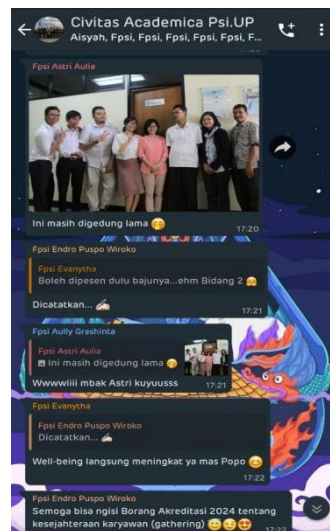 Civitas Academica Psi.UP
Aisyah, Fpsi, Fpsi, Fpsi, Fpsi, Fpsi, F...
Fpsi Astri Aulia
Ini masih digedung lama 🤭
17:20
Fpsi Endro Puspo Wiroko
Fpsi Evanytha
Boleh dipesen dulu bajunya...ehm Bidang 2 🤗
Dicatatkan... ✍🏻
17:21
Fpsi Aully Grashinta
Fpsi Astri Aulia
Ini masih digedung lama 🤭
Wwwwiiii mbak Astri kuyuusss
17:21
Fpsi Evanytha
Fpsi Endro Puspo Wiroko
Dicatatkan... ✍🏻
Well-being langsung meningkat ya mas Popo 😄
17:22
Fpsi Endro Puspo Wiroko
Semoga bisa ngisi Borang Akreditasi 2024 tentang
kesejahteraan karyawan (gathering) 😄😂😍
17:22